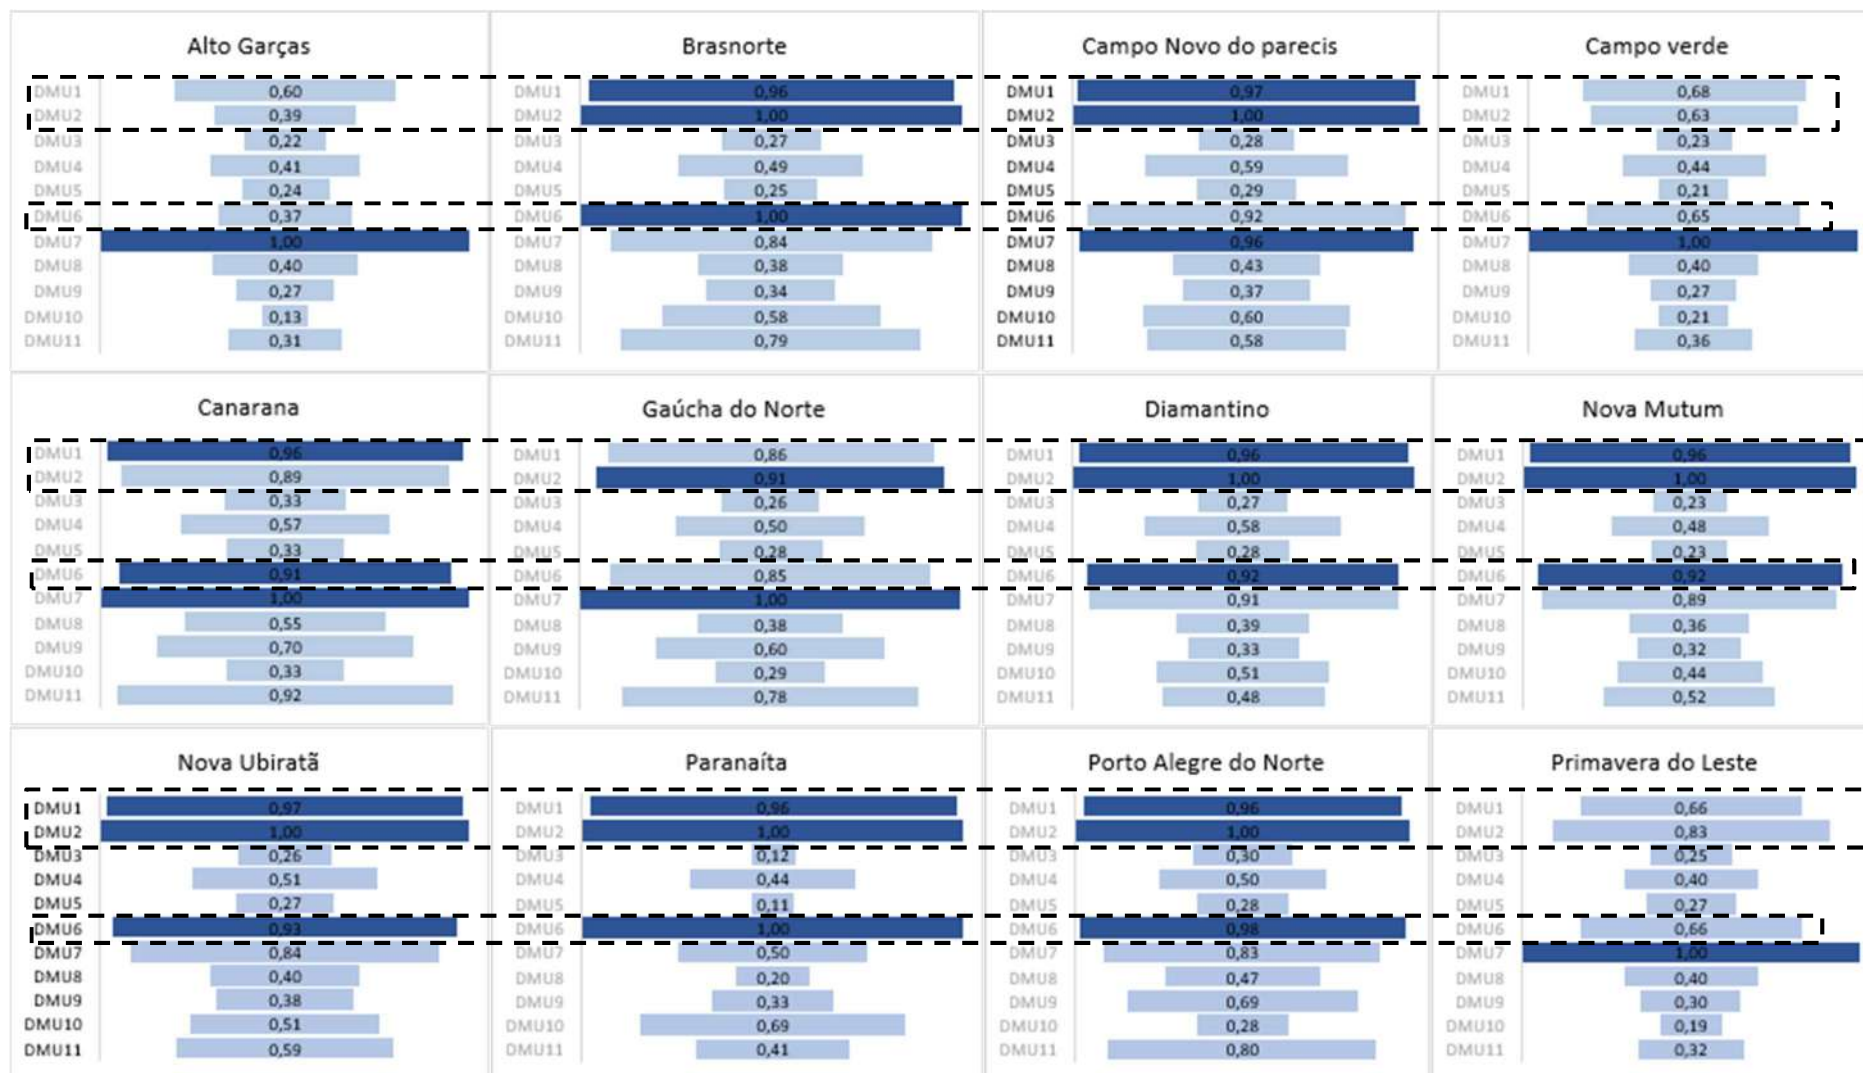 Alto Garças
DMU1 0,60
DMU2 0,39
DMU3 0,22
DMU4 0,41
DMU5 0,24
DMU6 0,37
DMU7 1,00
DMU8 0,40
DMU9 0,27
DMU10 0,13
DMU11 0,31
Brasnorte
DMU1 0,96
DMU2 1,00
DMU3 0,27
DMU4 0,49
DMU5 0,25
DMU6 1,00
DMU7 0,84
DMU8 0,38
DMU9 0,34
DMU10 0,58
DMU11 0,79
Campo Novo do parecis
DMU1 0,97
DMU2 1,00
DMU3 0,28
DMU4 0,59
DMU5 0,29
DMU6 0,92
DMU7 0,96
DMU8 0,43
DMU9 0,37
DMU10 0,60
DMU11 0,58
Campo verde
DMU1 0,68
DMU2 0,63
DMU3 0,23
DMU4 0,44
DMU5 0,21
DMU6 0,65
DMU7 1,00
DMU8 0,40
DMU9 0,27
DMU10 0,21
DMU11 0,36
Canarana
DMU1 0,96
DMU2 0,89
DMU3 0,33
DMU4 0,57
DMU5 0,33
DMU6 0,91
DMU7 1,00
DMU8 0,55
DMU9 0,70
DMU10 0,33
DMU11 0,92
Gaúcha do Norte
DMU1 0,86
DMU2 0,91
DMU3 0,26
DMU4 0,50
DMU5 0,28
DMU6 0,85
DMU7 1,00
DMU8 0,38
DMU9 0,60
DMU10 0,29
DMU11 0,78
Diamantino
DMU1 0,96
DMU2 1,00
DMU3 0,27
DMU4 0,58
DMU5 0,28
DMU6 0,92
DMU7 0,91
DMU8 0,39
DMU9 0,33
DMU10 0,51
DMU11 0,48
Nova Mutum
DMU1 0,96
DMU2 1,00
DMU3 0,23
DMU4 0,48
DMU5 0,23
DMU6 0,92
DMU7 0,89
DMU8 0,36
DMU9 0,32
DMU10 0,44
DMU11 0,52
Nova Ubiratã
DMU1 0,97
DMU2 1,00
DMU3 0,26
DMU4 0,51
DMU5 0,27
DMU6 0,93
DMU7 0,84
DMU8 0,40
DMU9 0,38
DMU10 0,51
DMU11 0,59
Paranaíta
DMU1 0,96
DMU2 1,00
DMU3 0,12
DMU4 0,44
DMU5 0,11
DMU6 1,00
DMU7 0,50
DMU8 0,20
DMU9 0,33
DMU10 0,69
DMU11 0,41
Porto Alegre do Norte
DMU1 0,96
DMU2 1,00
DMU3 0,30
DMU4 0,50
DMU5 0,28
DMU6 0,98
DMU7 0,83
DMU8 0,47
DMU9 0,69
DMU10 0,28
DMU11 0,80
Primavera do Leste
DMU1 0,66
DMU2 0,83
DMU3 0,25
DMU4 0,40
DMU5 0,27
DMU6 0,66
DMU7 1,00
DMU8 0,40
DMU9 0,30
DMU10 0,19
DMU11 0,32